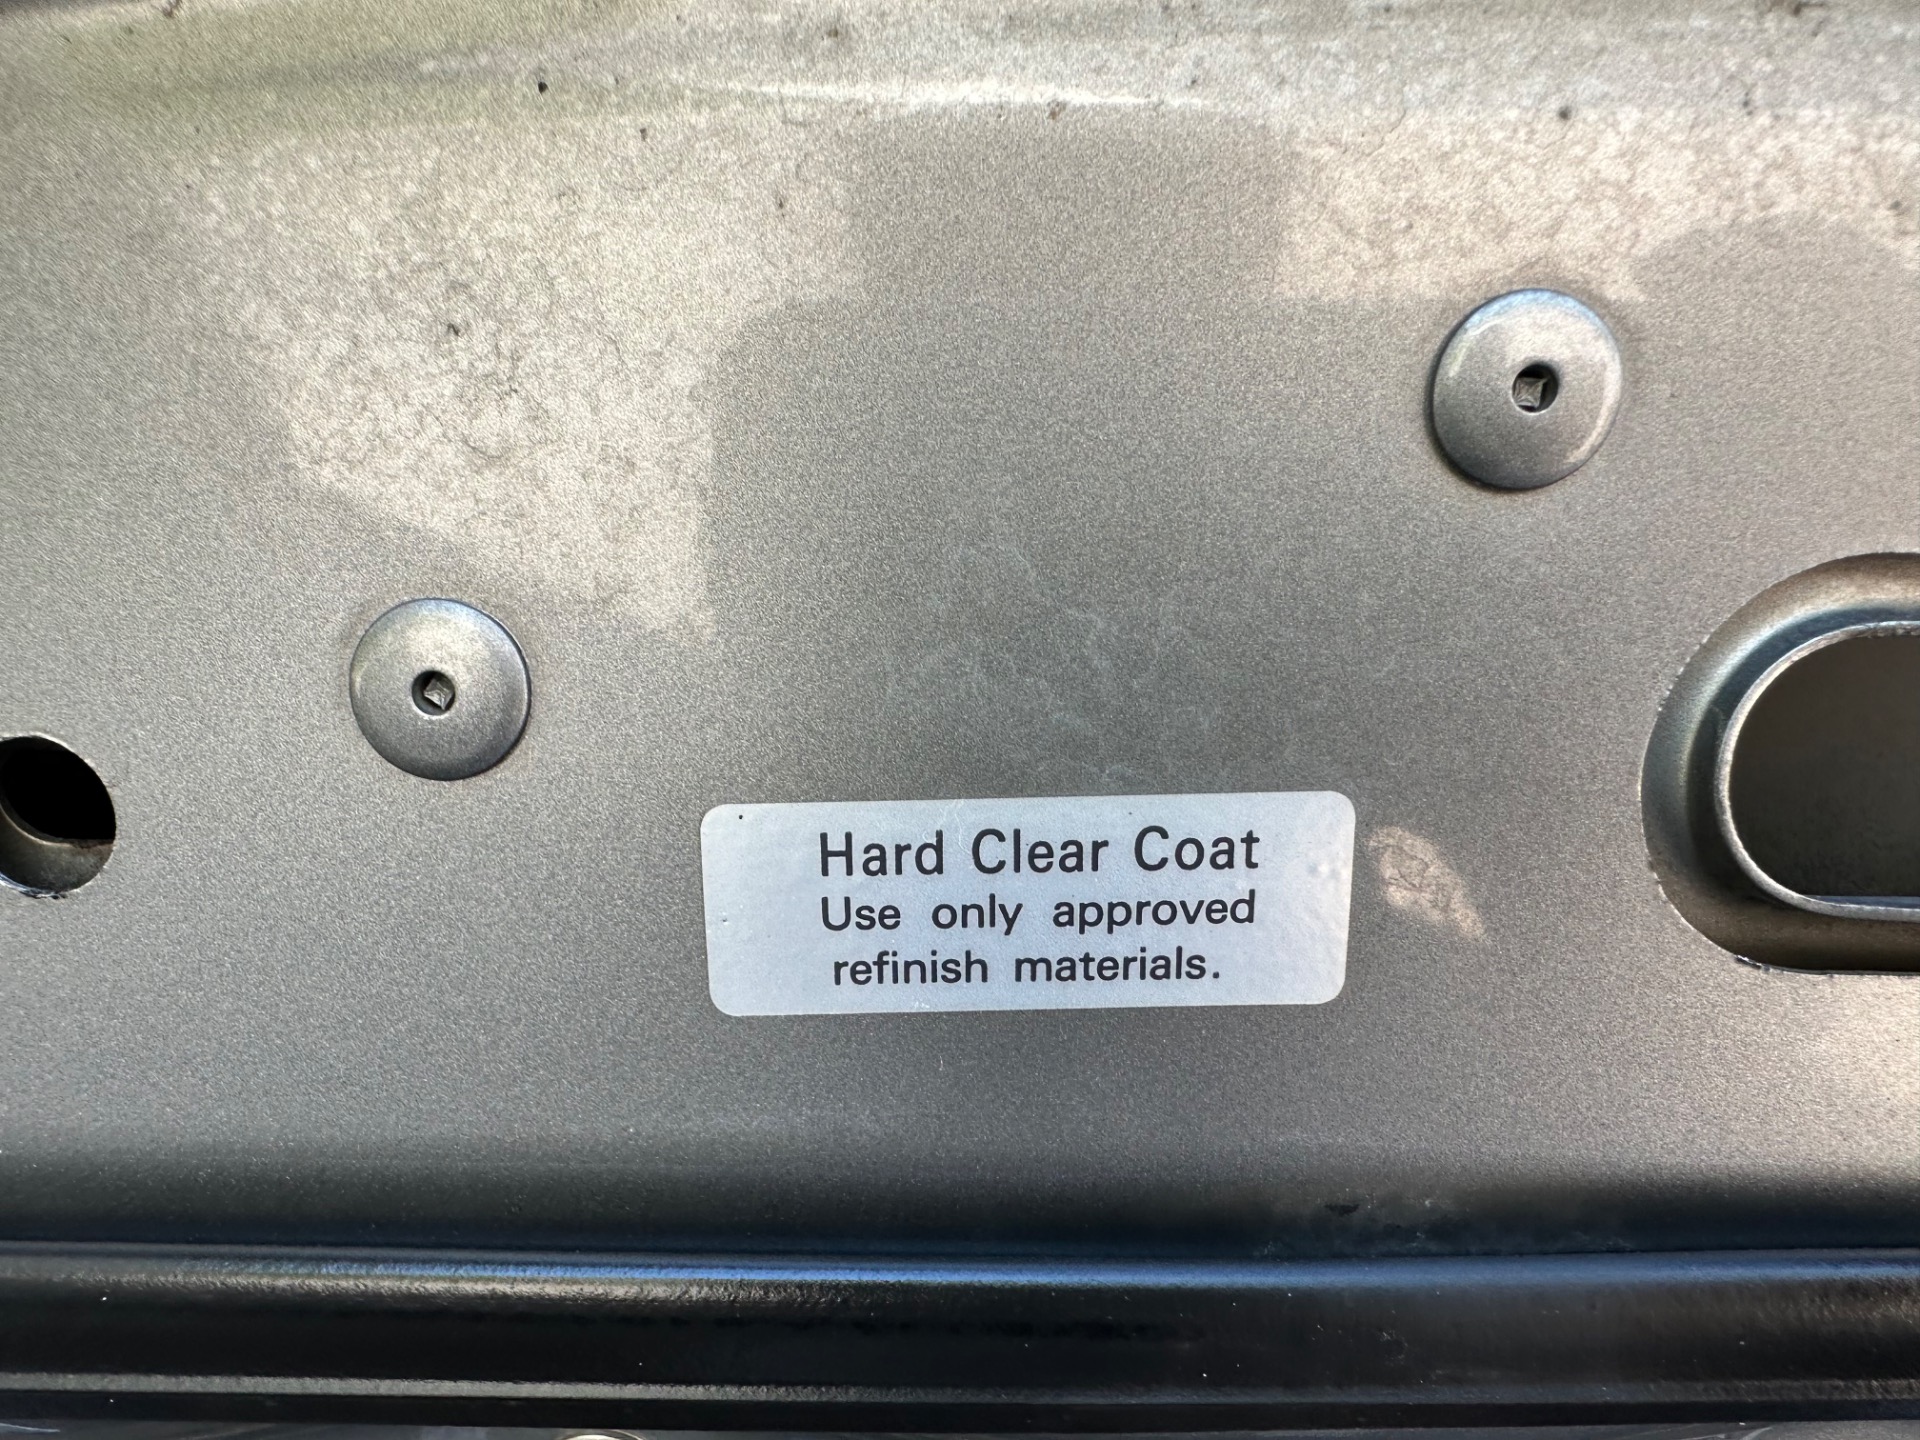 Hard Clear Coat
Use only approved
refinish materials.